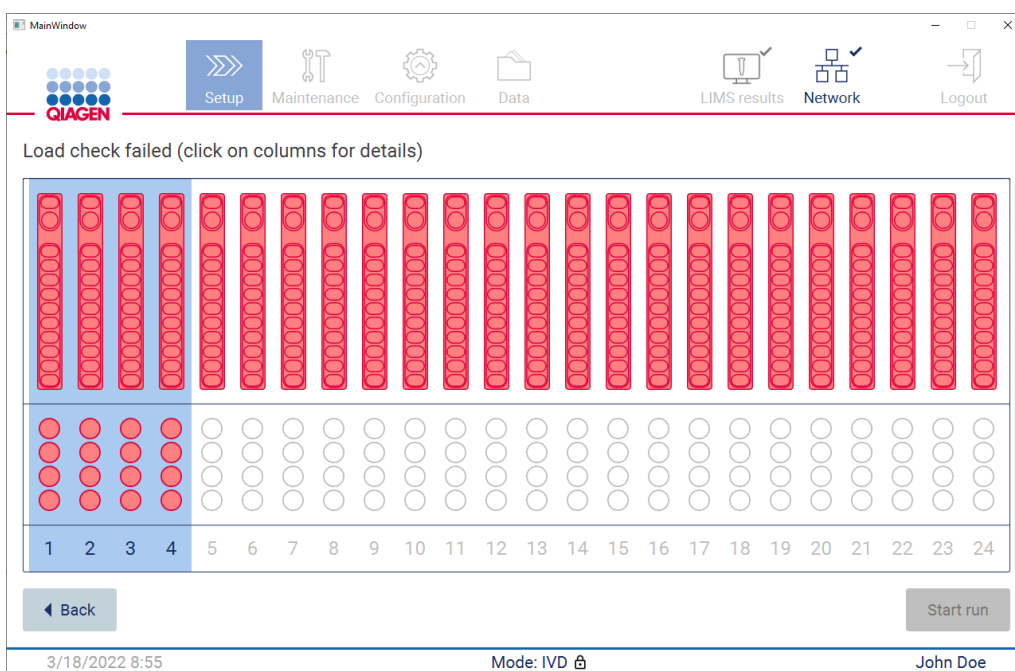 MainWindow
Setup Maintenance Configuration Data LIMS results Network Logout
QIAGEN
Load check failed (click on columns for details)
1 2 3 4 5 6 7 8 9 10 11 12 13 14 15 16 17 18 19 20 21 22 23 24
Back Start run
3/18/2022 8:55 Mode: IVD John Doe